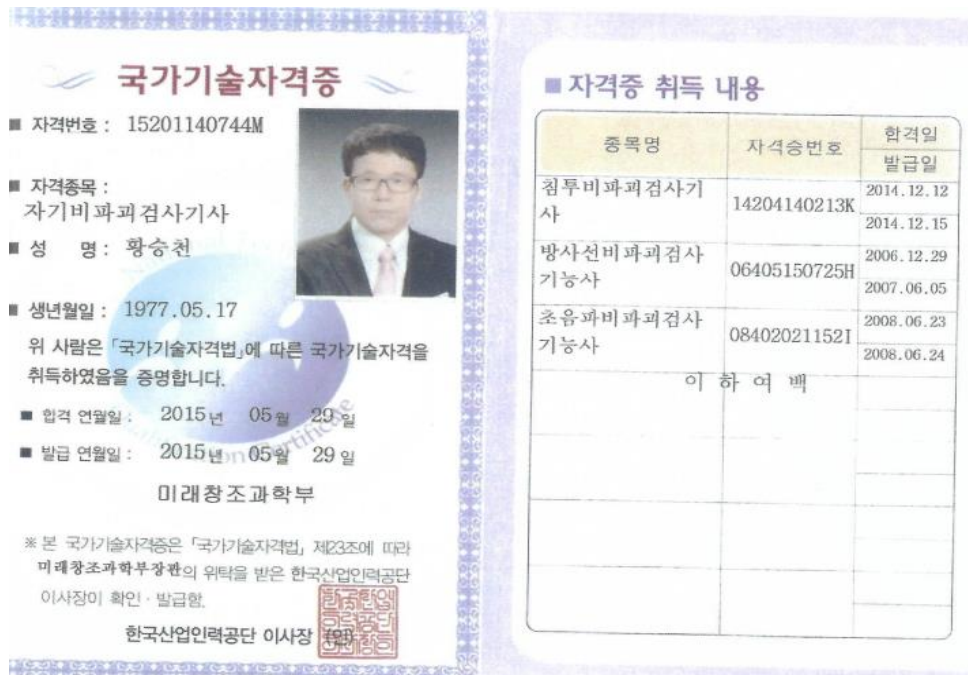 국가기술자격증
■ 자격번호 : 15201140744M
■ 자격종목 :
자기비파괴검사기사
■ 성 명 : 황승천
■ 생년월일 : 1977.05.17
위 사람은 「국가기술자격법」에 따른 국가기술자격을
취득하였음을 증명합니다.
■ 합격 연월일 : 2015년 05월 29일
■ 발급 연월일 : 2015년 05월 29일
미래창조과학부
※ 본 국가기술자격증은 「국가기술자격법」 제23조에 따라
미래창조과학부장관의 위탁을 받은 한국산업인력공단
이사장이 확인·발급함.
한국산업인력공단 이사장 (인)
■ 자격증 취득 내용
종목명 자격증번호 합격일
발급일
침투비파괴검사기
사
14204140213K
2014.12.12
2014.12.15
방사선비파괴검사
기능사
06405150725H
2006.12.29
2007.06.05
초음파비파괴검사
기능사
08402021152I
2008.06.23
2008.06.24
이 하 여 백